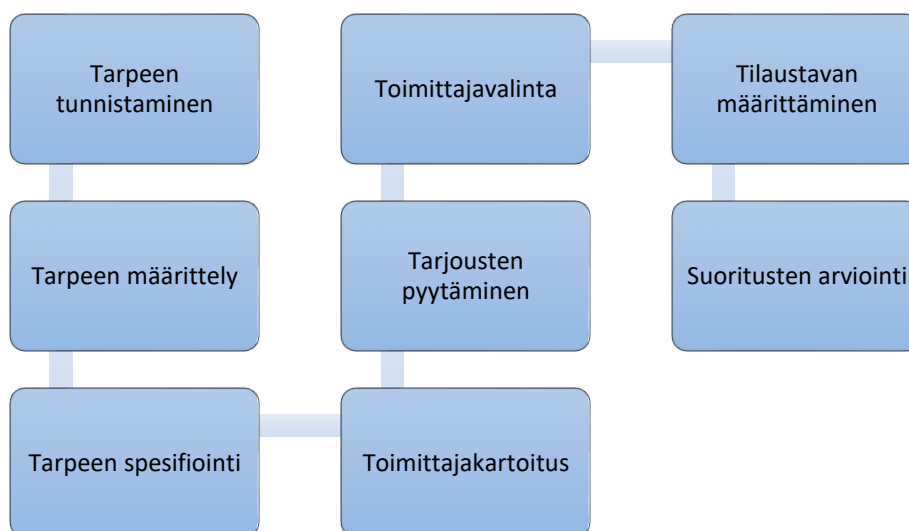 Tarpeen
tunnistaminen
Tarpeen määrittely
Tarpeen spesifiointi
Toimittajakartoitus
Tarjousten
pyytäminen
Toimittajavalinta
Tilaustavan
määrittäminen
Suoritusten arviointi